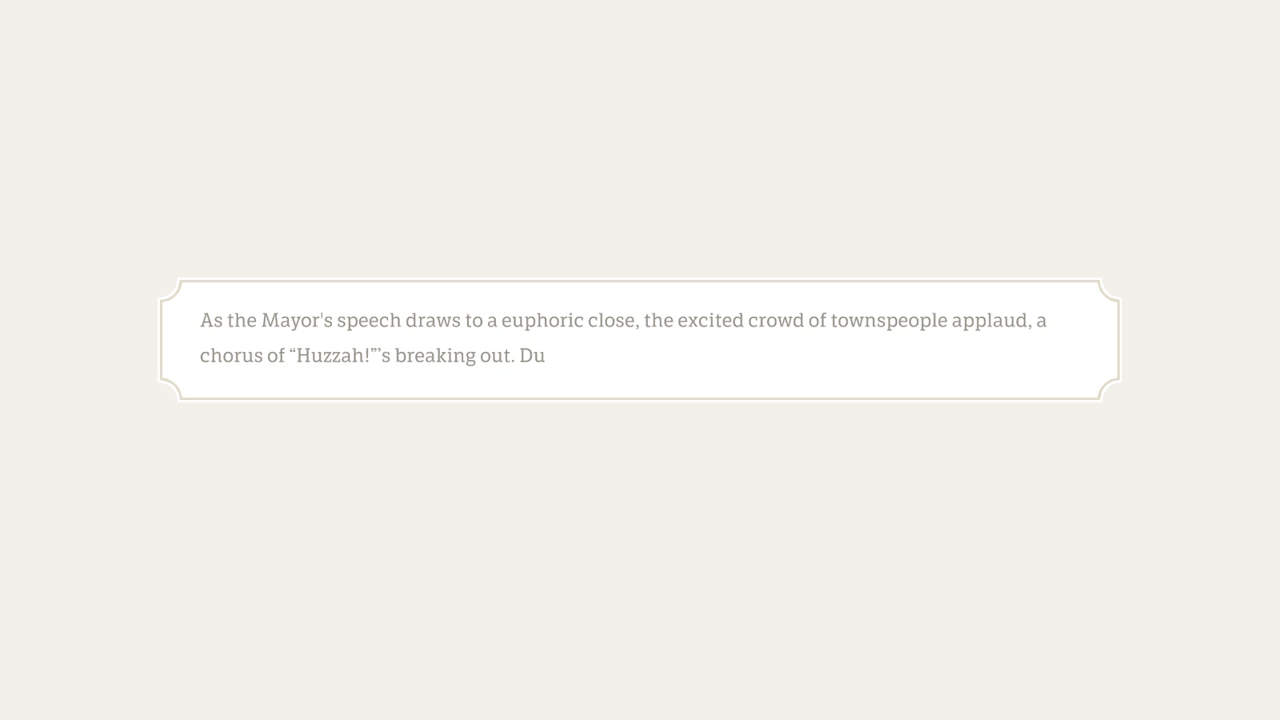 As the Mayor's speech draws to a euphoric close, the excited crowd of townspeople applaud, a
chorus of “Huzzah!”’s breaking out. Du